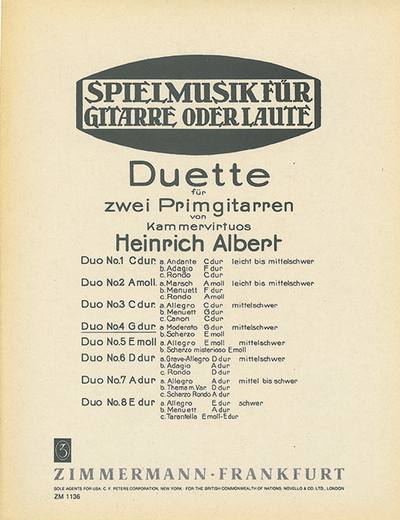 SPIELMUSIK FÜR
GITARRE ODER LAUTE
Duette
für
zwei Primgitarren
von
Kammervirtuos
Heinrich Albert
Duo No.1 C dur a. Andante C dur leicht bis mittelschwer
b. Adagio F dur
c. Rondo C dur
Duo No.2 A moll a. Marsch A moll leicht bis mittelschwer
b. Menuett F dur
c. Rondo A moll
Duo No.3 C dur a. Allegro C dur mittelschwer
b. Menuett G dur
c. Canon C dur
Duo No.4 G dur a. Moderato G dur mittelschwer
b. Scherzo E moll
Duo No.5 E moll a. Allegro E moll mittelschwer
b. Scherzo misterioso E moll
Duo No.6 D dur a. Grave-Allegro D dur mittelschwer
b. Adagio A dur
c. Rondo D dur
Duo No.7 A dur a. Allegro A dur mittel bis schwer
b. Thema m. Var D dur
c. Scherzo Rondo A dur
Duo No.8 E dur a. Allegro E dur schwer
b. Menuett A dur
c. Tarantella E moll-E dur
Z
ZIMMERMANN-FRANKFURT
SOLE AGENTS FOR USA: C. F. PETERS CORPORATION, NEW YORK · FOR THE BRITISH COMMONWEALTH OF NATIONS: NOVELLO & CO. LTD., LONDON
ZM 1136